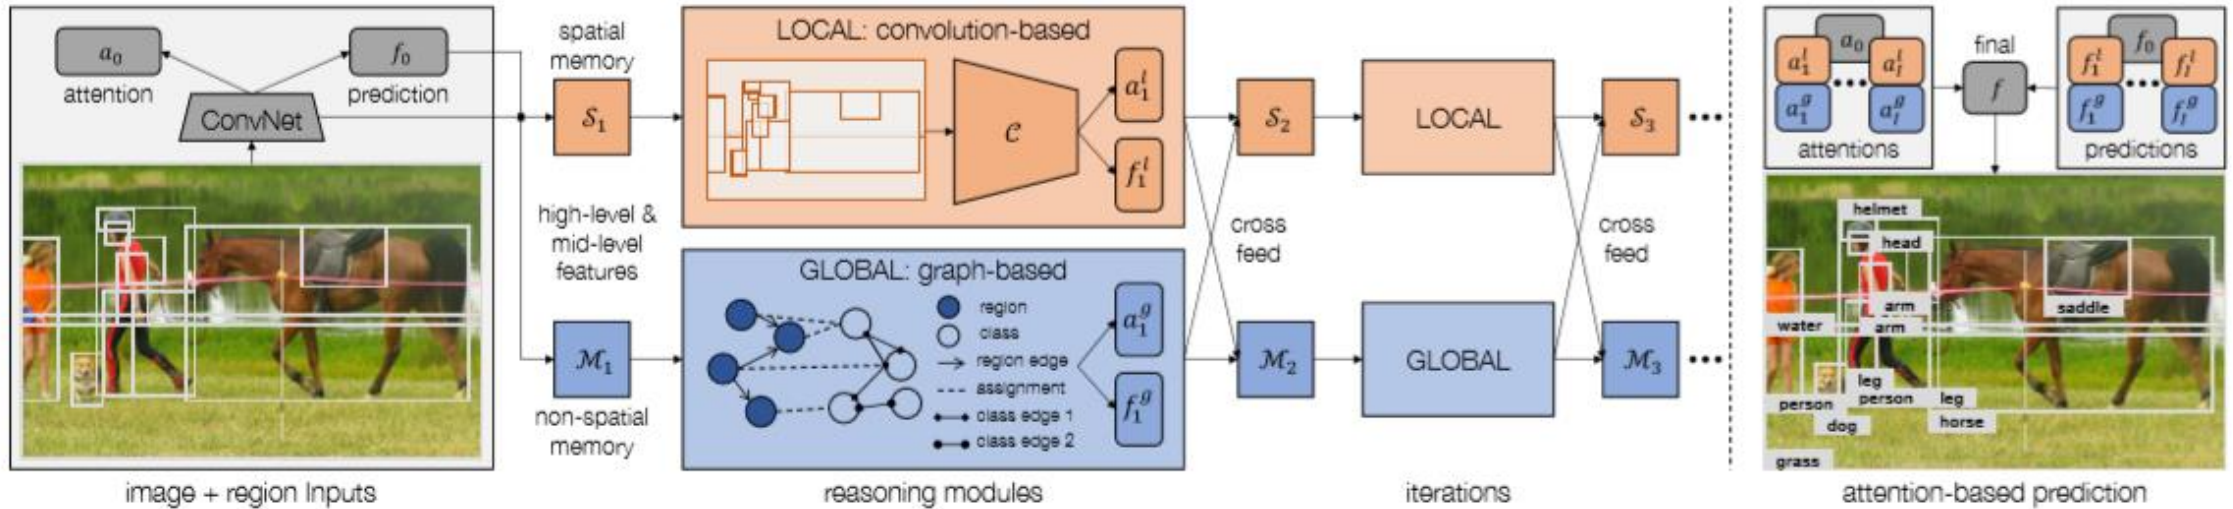 a₀
attention
f₀
prediction
ConvNet
image + region Inputs
spatial
memory
S₁
high-level &
mid-level
features
M₁
non-spatial
memory
LOCAL: convolution-based
C
a₁ˡ
f₁ˡ
GLOBAL: graph-based
region
class
region edge
assignment
class edge 1
class edge 2
a₁ᵍ
f₁ᵍ
reasoning modules
S₂
cross
feed
M₂
LOCAL
GLOBAL
iterations
S₃
cross
feed
M₃
a₀
a₁ˡ
aᵢˡ
a₁ᵍ
aᵢᵍ
attentions
final
f
f₀
f₁ˡ
fᵢˡ
f₁ᵍ
fᵢᵍ
predictions
helmet
head
arm
arm
saddle
water
leg
person
person
leg
dog
horse
grass
attention-based prediction